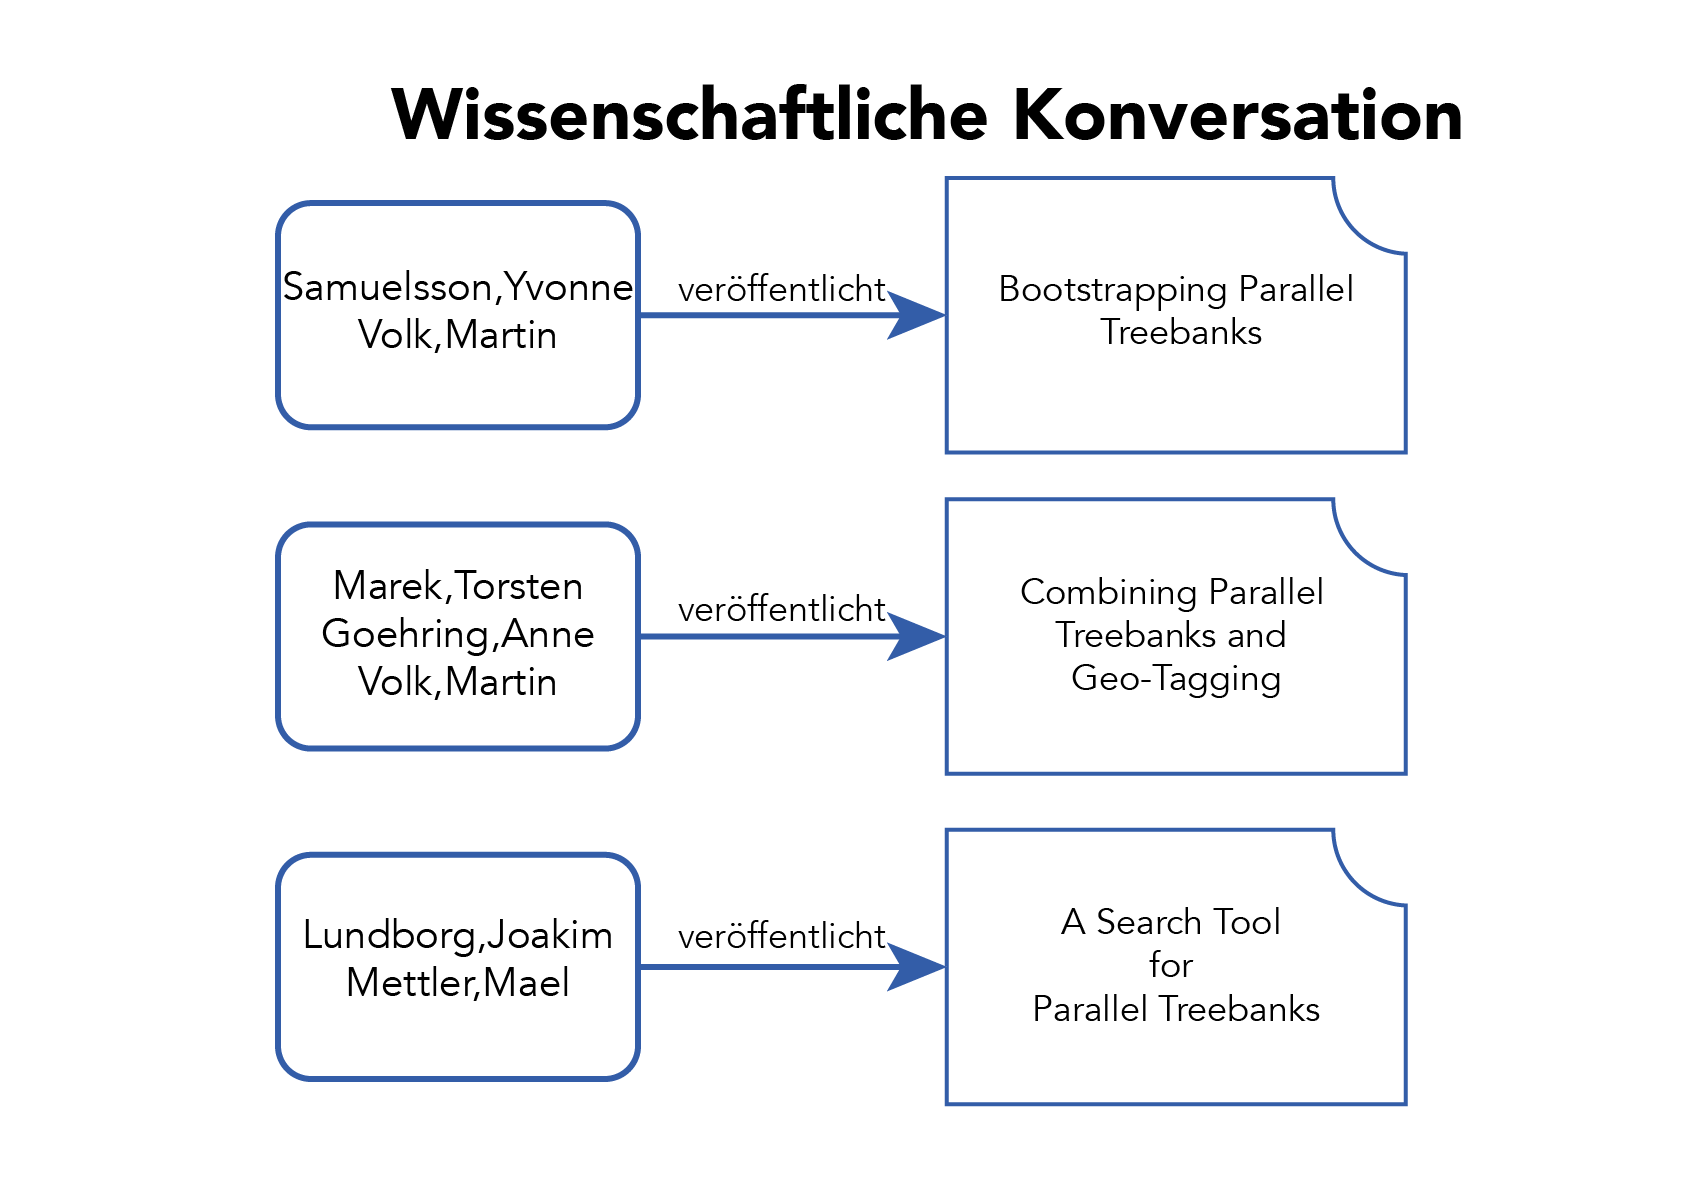 Wissenschaftliche Konversation
Samuelsson,Yvonne
Volk,Martin
veröffentlicht
Bootstrapping Parallel
Treebanks
Marek,Torsten
Goehring,Anne
Volk,Martin
veröffentlicht
Combining Parallel
Treebanks and
Geo-Tagging
Lundborg,Joakim
Mettler,Mael
veröffentlicht
A Search Tool
for
Parallel Treebanks